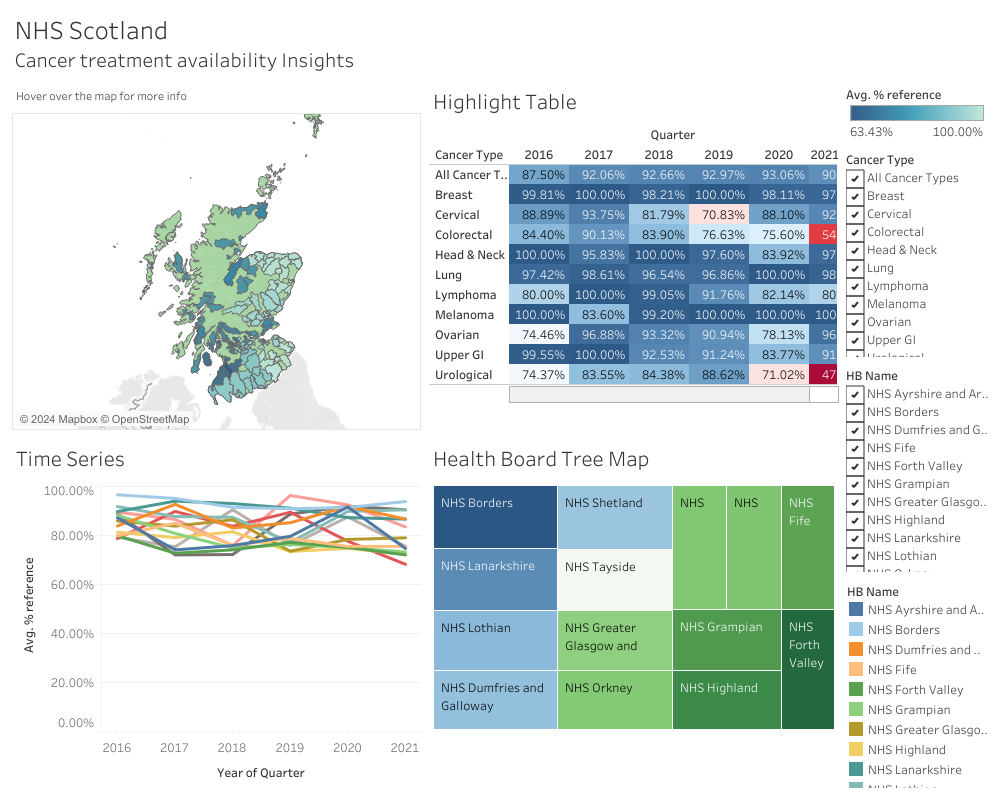 NHS Scotland
Cancer treatment availability Insights
Hover over the map for more info
© 2024 Mapbox © OpenStreetMap
Highlight Table
Quarter
Cancer Type 2016 2017 2018 2019 2020 2021
All Cancer T.. 87.50% 92.06% 92.66% 92.97% 93.06% 90
Breast 99.81% 100.00% 98.21% 100.00% 98.11% 97
Cervical 88.89% 93.75% 81.79% 70.83% 88.10% 92
Colorectal 84.40% 90.13% 83.90% 76.63% 75.60% 54
Head & Neck 100.00% 95.83% 100.00% 97.60% 83.92% 97
Lung 97.42% 98.61% 96.54% 96.86% 100.00% 98
Lymphoma 80.00% 100.00% 99.05% 91.76% 82.14% 80
Melanoma 100.00% 83.60% 99.20% 100.00% 100.00% 100
Ovarian 74.46% 96.88% 93.32% 90.94% 78.13% 96
Upper GI 99.55% 100.00% 92.53% 91.24% 83.77% 91
Urological 74.37% 83.55% 84.38% 88.62% 71.02% 47
Avg. % reference
63.43% 100.00%
Cancer Type
All Cancer Types
Breast
Cervical
Colorectal
Head & Neck
Lung
Lymphoma
Melanoma
Ovarian
Upper GI
Urological
HB Name
NHS Ayrshire and Ar..
NHS Borders
NHS Dumfries and G..
NHS Fife
NHS Forth Valley
NHS Grampian
NHS Greater Glasgo..
NHS Highland
NHS Lanarkshire
NHS Lothian
NHS Orkney
HB Name
NHS Ayrshire and A..
NHS Borders
NHS Dumfries and ..
NHS Fife
NHS Forth Valley
NHS Grampian
NHS Greater Glasgo..
NHS Highland
NHS Lanarkshire
NHS Lothian
Time Series
Avg. % reference
100.00%
80.00%
60.00%
40.00%
20.00%
0.00%
2016 2017 2018 2019 2020 2021
Year of Quarter
Health Board Tree Map
NHS Borders
NHS Lanarkshire
NHS Lothian
NHS Dumfries and
Galloway
NHS Shetland
NHS Tayside
NHS Greater
Glasgow and
NHS Orkney
NHS
NHS
NHS Grampian
NHS Highland
NHS
Fife
NHS
Forth
Valley